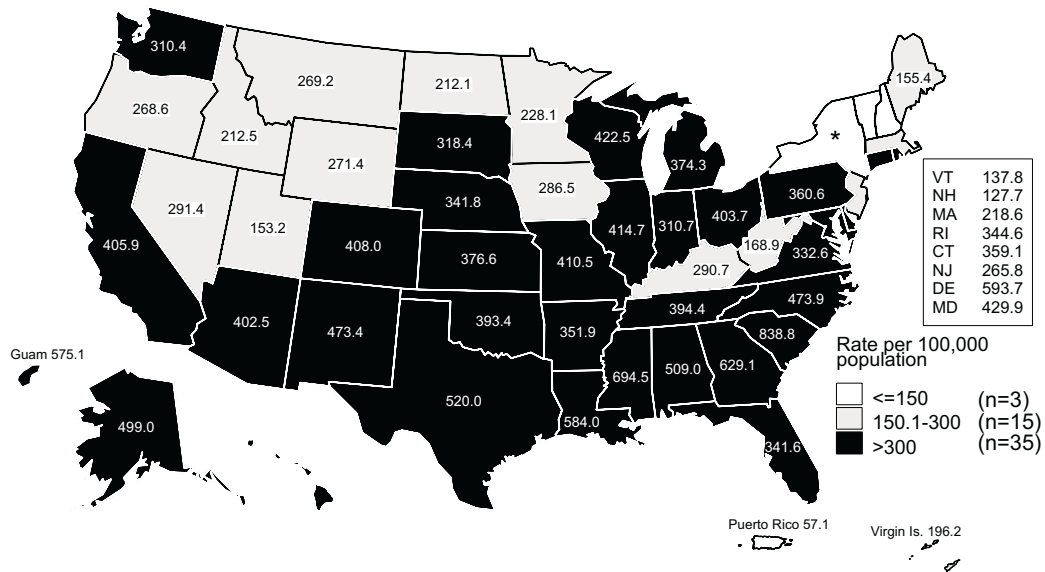 310.4
269.2
212.1
228.1
155.4
268.6
212.5
*
318.4
422.5
374.3
271.4
286.5
360.6
341.8
291.4
153.2
414.7
310.7
403.7
168.9
332.6
405.9
408.0
376.6
410.5
290.7
473.9
402.5
473.4
393.4
351.9
394.4
838.8
694.5
509.0
629.1
520.0
584.0
341.6
499.0
VT 137.8
NH 127.7
MA 218.6
RI 344.6
CT 359.1
NJ 265.8
DE 593.7
MD 429.9
Rate per 100,000
population
<=150 (n=3)
150.1-300 (n=15)
>300 (n=35)
Guam 575.1
Puerto Rico 57.1
Virgin Is. 196.2